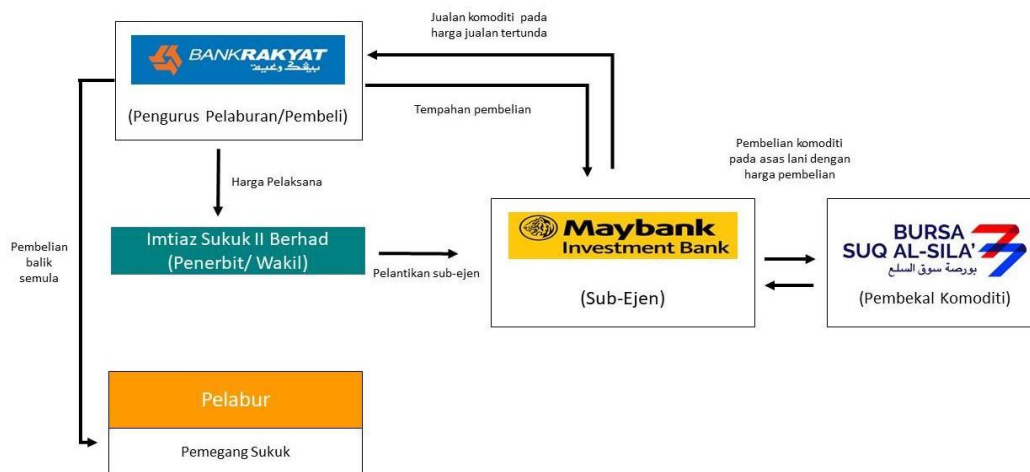 Jualan komoditi pada
harga jualan tertunda
BANKRAKYAT
(Pengurus Pelaburan/Pembeli)
Tempahan pembelian
Pembelian komoditi
pada asas lani dengan
harga pembelian
Harga Pelaksana
Maybank
Investment Bank
(Sub-Ejen)
BURSA
SUQ AL-SILA'
بورصة سوق السلع
(Pembekal Komoditi)
Imtiaz Sukuk II Berhad
(Penerbit/ Wakil)
Pelantikan sub-ejen
Pembelian
balik
semula
Pelabur
Pemegang Sukuk